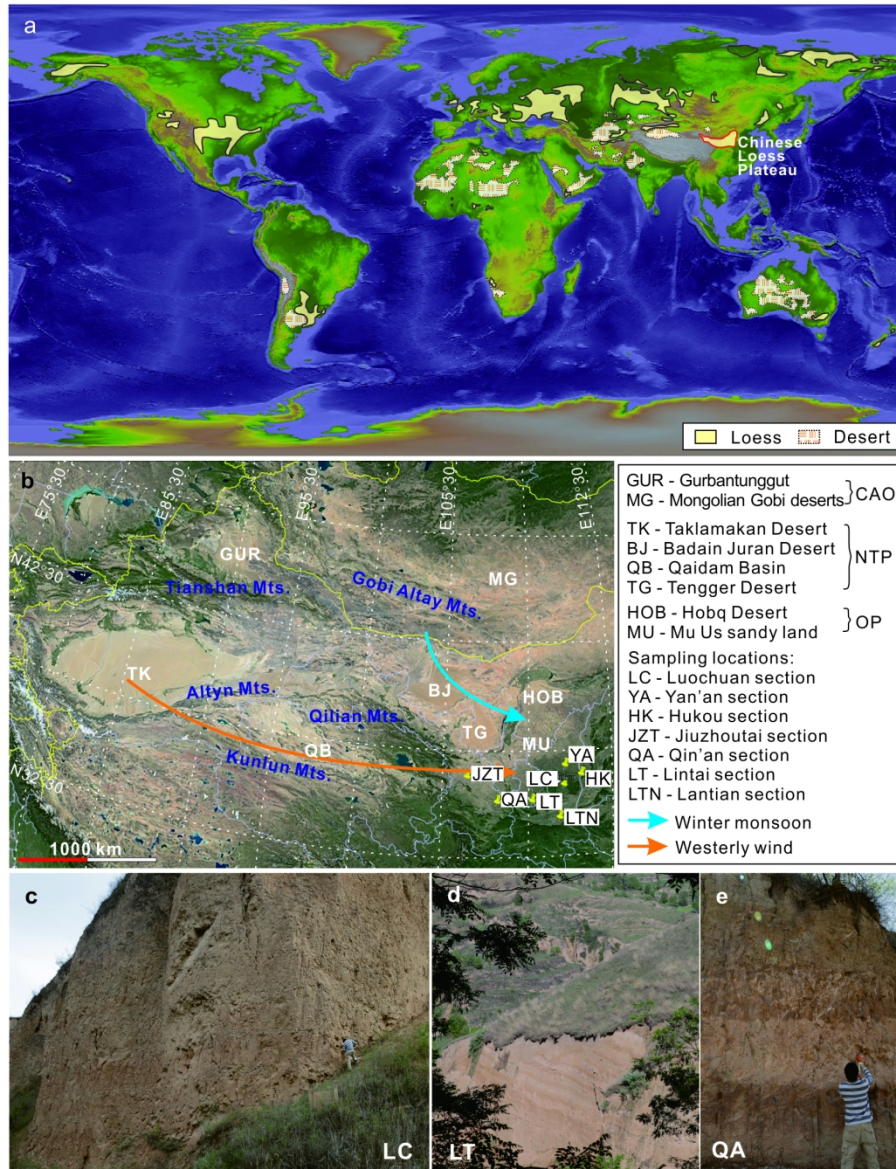 a
Chinese
Loess
Plateau
Loess
Desert
b
E75°30
E85°30
E95°30
E105°30
E112°30
N42°30
N32°30
GUR
Tianshan Mts.
Gobi Altay Mts.
MG
TK
Altyn Mts.
BJ
HOB
Qilian Mts.
TG
MU
QB
Kunlun Mts.
YA
JZT
LC
HK
QA
LT
LTN
1000 km
GUR - Gurbantunggut
MG - Mongolian Gobi deserts
CAO
TK - Taklamakan Desert
BJ - Badain Juran Desert
QB - Qaidam Basin
TG - Tengger Desert
NTP
HOB - Hobq Desert
MU - Mu Us sandy land
OP
Sampling locations:
LC - Luochuan section
YA - Yan'an section
HK - Hukou section
JZT - Jiuzhoutai section
QA - Qin'an section
LT - Lintai section
LTN - Lantian section
Winter monsoon
Westerly wind
c
LC
d
LT
e
QA